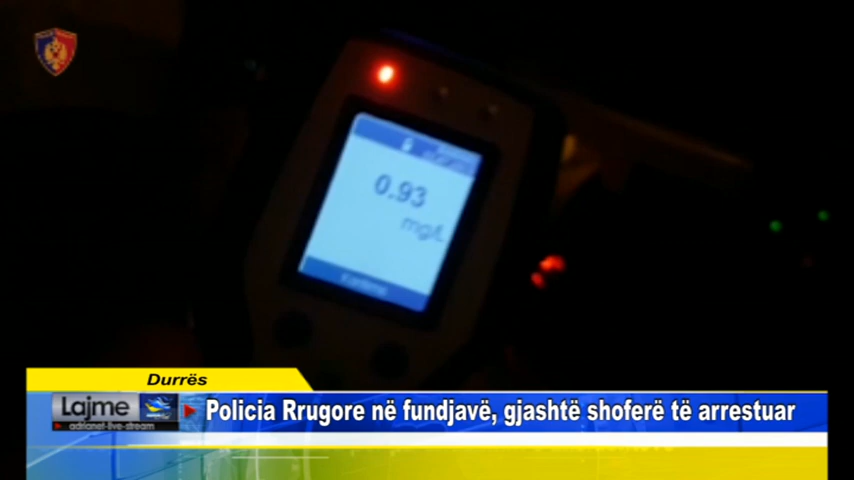 0.93
mg/L
Durrës
Lajme
Policia Rrugore në fundjavë, gjashtë shoferë të arrestuar
adrianet-live-stream